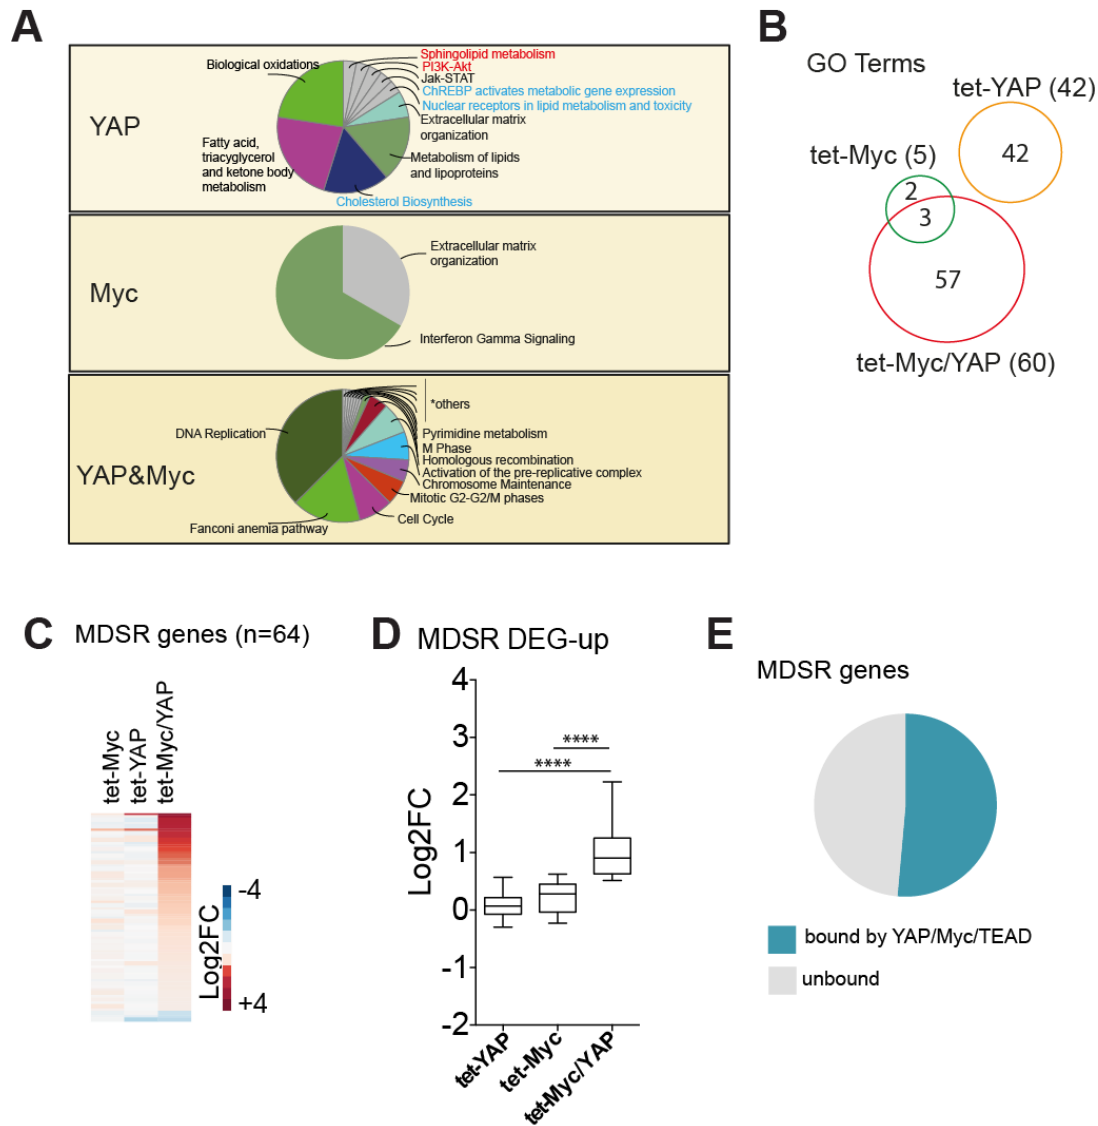 A
YAP
Biological oxidations
Sphingolipid metabolism
PI3K-Akt
Jak-STAT
ChREBP activates metabolic gene expression
Nuclear receptors in lipid metabolism and toxicity
Extracellular matrix
organization
Fatty acid,
triacyglycerol
and ketone body
metabolism
Metabolism of lipids
and lipoproteins
Cholesterol Biosynthesis
Myc
Extracellular matrix
organization
Interferon Gamma Signaling
YAP&Myc
DNA Replication
*others
Pyrimidine metabolism
M Phase
Homologous recombination
Activation of the pre-replicative complex
Chromosome Maintenance
Mitotic G2-G2/M phases
Cell Cycle
Fanconi anemia pathway
B
GO Terms
tet-YAP (42)
42
tet-Myc (5)
2
3
57
tet-Myc/YAP (60)
C
MDSR genes (n=64)
tet-Myc
tet-YAP
tet-Myc/YAP
Log2FC
-4
+4
D
MDSR DEG-up
Log2FC
4
3
2
1
0
-1
-2
****
****
tet-YAP
tet-Myc
tet-Myc/YAP
E
MDSR genes
bound by YAP/Myc/TEAD
unbound